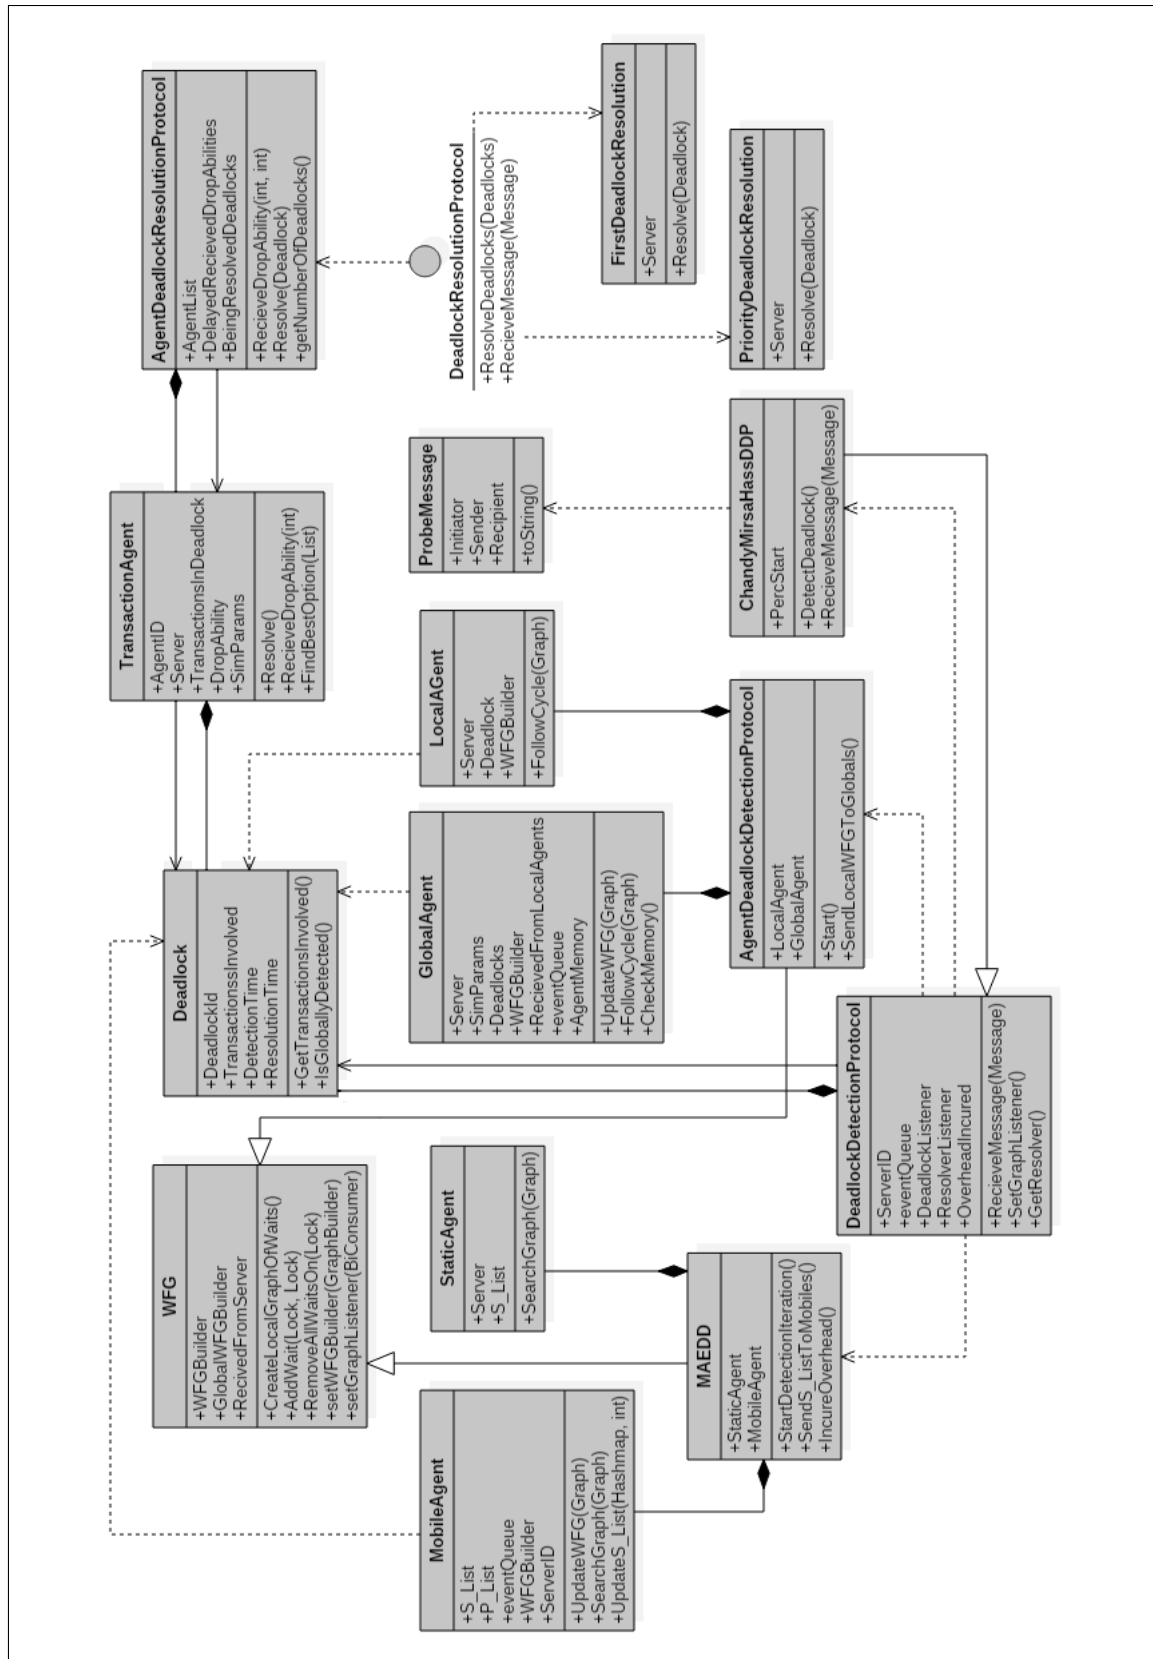 AgentDeadlockResolutionProtocol
+AgentList
+DelayedRecievedDropAbilities
+BeingResolvedDeadlocks
+RecieveDropAbility(int, int)
+Resolve(Deadlock)
+getNumberOfDeadlocks()
DeadlockResolutionProtocol
+ResolveDeadlocks(Deadlocks)
+RecieveMessage(Message)
FirstDeadlockResolution
+Server
+Resolve(Deadlock)
PriorityDeadlockResolution
+Server
+Resolve(Deadlock)
TransactionAgent
+AgentID
+Server
+TransactionsInDeadlock
+DropAbility
+SimParams
+Resolve()
+RecieveDropAbility(int)
+FindBestOption(List)
ProbeMessage
+Initiator
+Sender
+Recipient
+toString()
ChandyMirsaHassDDP
+PercStart
+DetectDeadlock()
+RecieveMessage(Message)
LocalAGent
+Server
+Deadlock
+WFGBuilder
+FollowCycle(Graph)
Deadlock
+DeadlockId
+TransactionssInvolved
+DetectionTime
+ResolutionTime
+GetTransactionsInvolved()
+IsGloballyDetected()
GlobalAgent
+Server
+SimParams
+Deadlocks
+WFGBuilder
+RecievedFromLocalAgents
+eventQueue
+AgentMemory
+UpdateWFG(Graph)
+FollowCycle(Graph)
+CheckMemory()
AgentDeadlockDetectionProtocol
+LocalAgent
+GlobalAgent
+Start()
+SendLocalWFGToGlobals()
WFG
+WFGBuilder
+GlobalWFGBuilder
+RecivedFromServer
+CreateLocalGraphOfWaits()
+AddWait(Lock, Lock)
+RemoveAllWaitsOn(Lock)
+setWFGBuilder(GraphBuilder)
+setGraphListener(BiConsumer)
StaticAgent
+Server
+S_List
+SearchGraph(Graph)
DeadlockDetectionProtocol
+ServerID
+eventQueue
+DeadlockListener
+ResolverListener
+OverheadIncured
+RecieveMessage(Message)
+SetGraphListener()
+GetResolver()
MobileAgent
+S_List
+P_List
+eventQueue
+WFGBuilder
+ServerID
+UpdateWFG(Graph)
+SearchGraph(Graph)
+UpdateS_List(Hashmap, int)
MAEDD
+StaticAgent
+MobileAgent
+StartDetectionIteration()
+SendS_ListToMobiles()
+IncureOverhead()